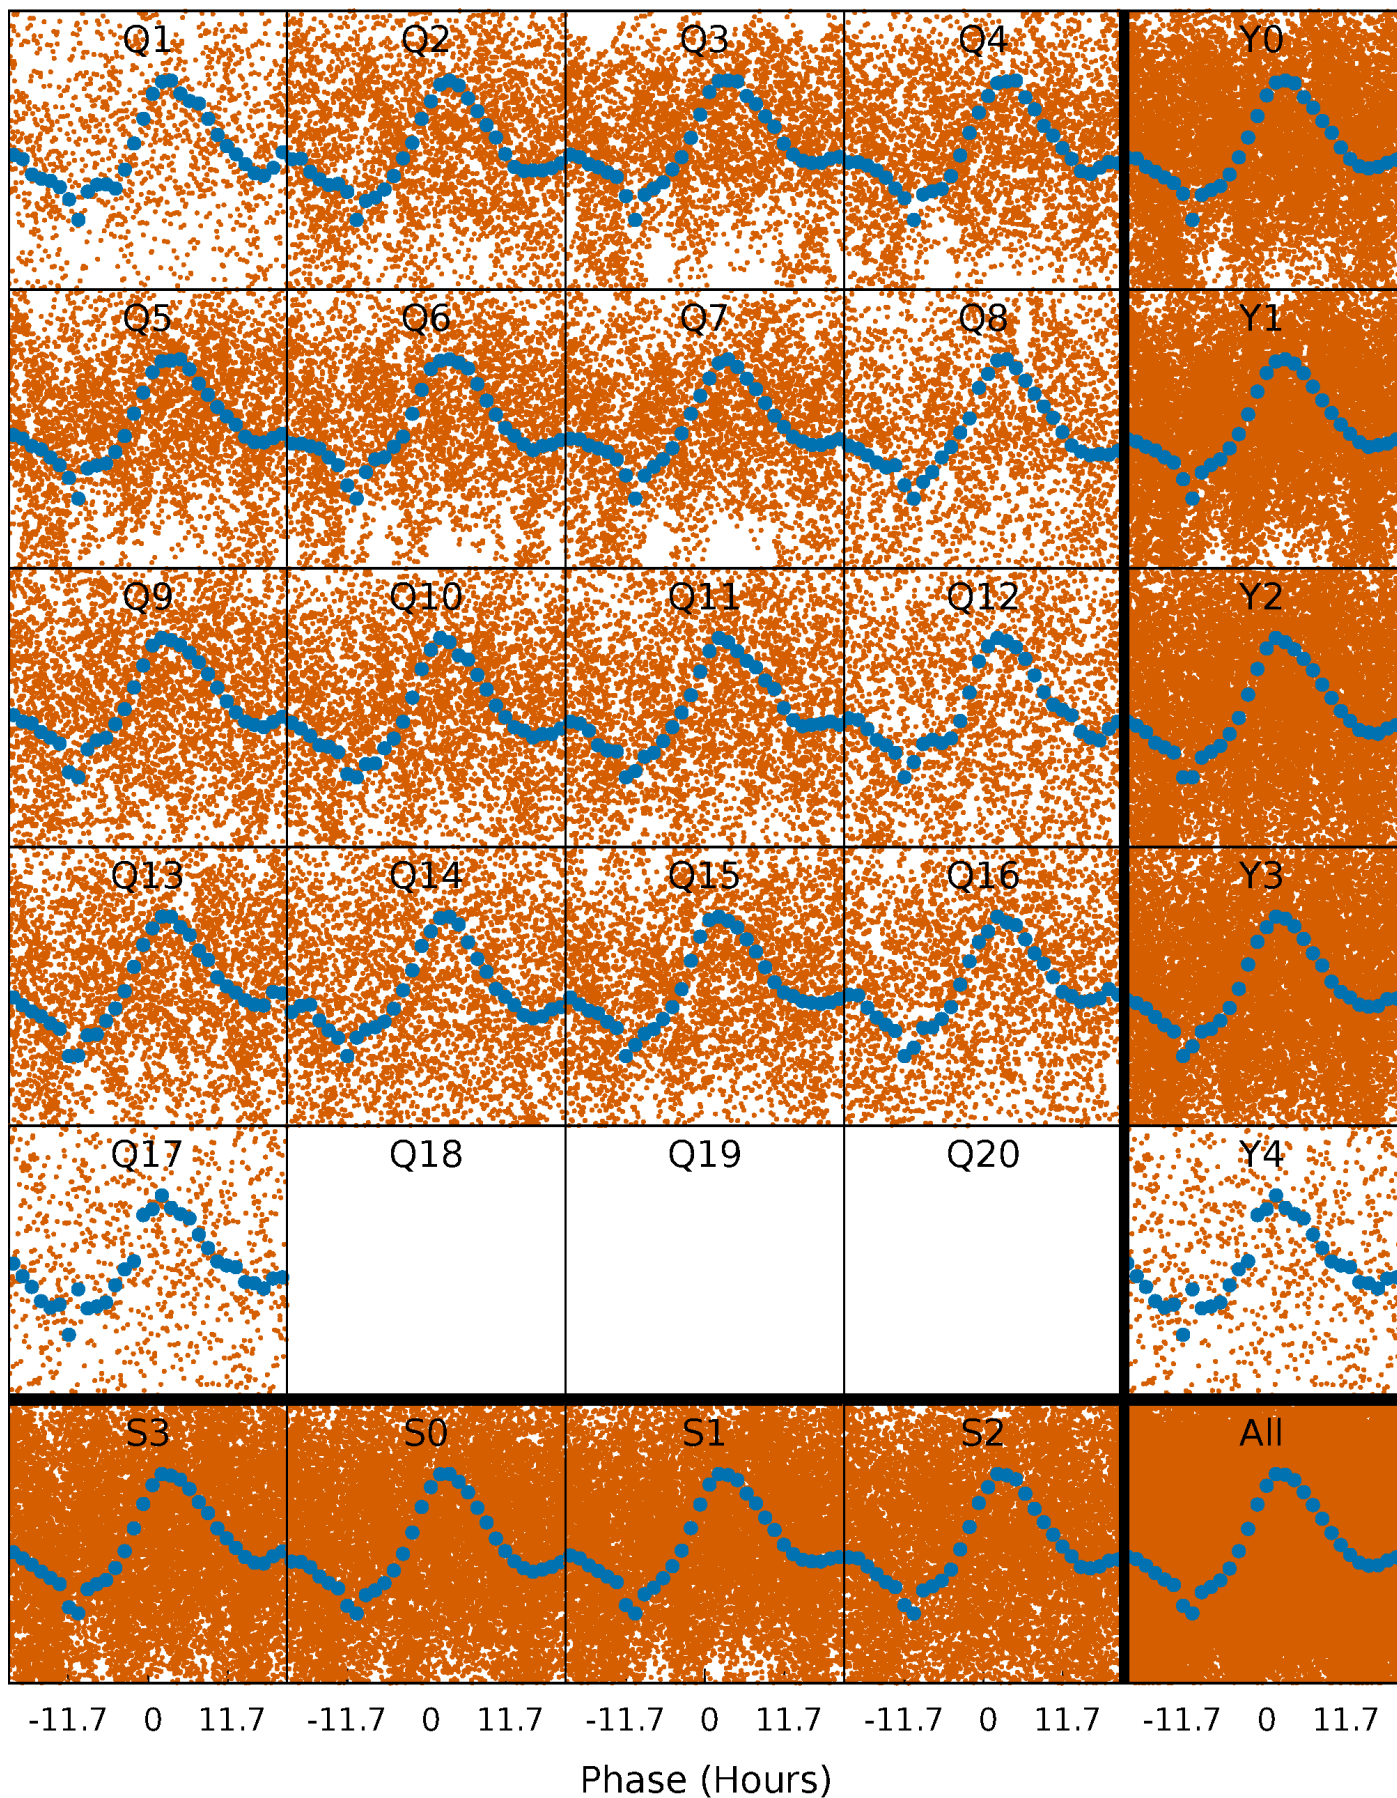 Q1 Q2 Q3 Q4 Y0
Q5 Q6 Q7 Q8 Y1
Q9 Q10 Q11 Q12 Y2
Q13 Q14 Q15 Q16 Y3
Q17 Q18 Q19 Q20 Y4
S3 S0 S1 S2 All
-11.7 0 11.7 -11.7 0 11.7 -11.7 0 11.7 -11.7 0 11.7 -11.7 0 11.7
Phase (Hours)